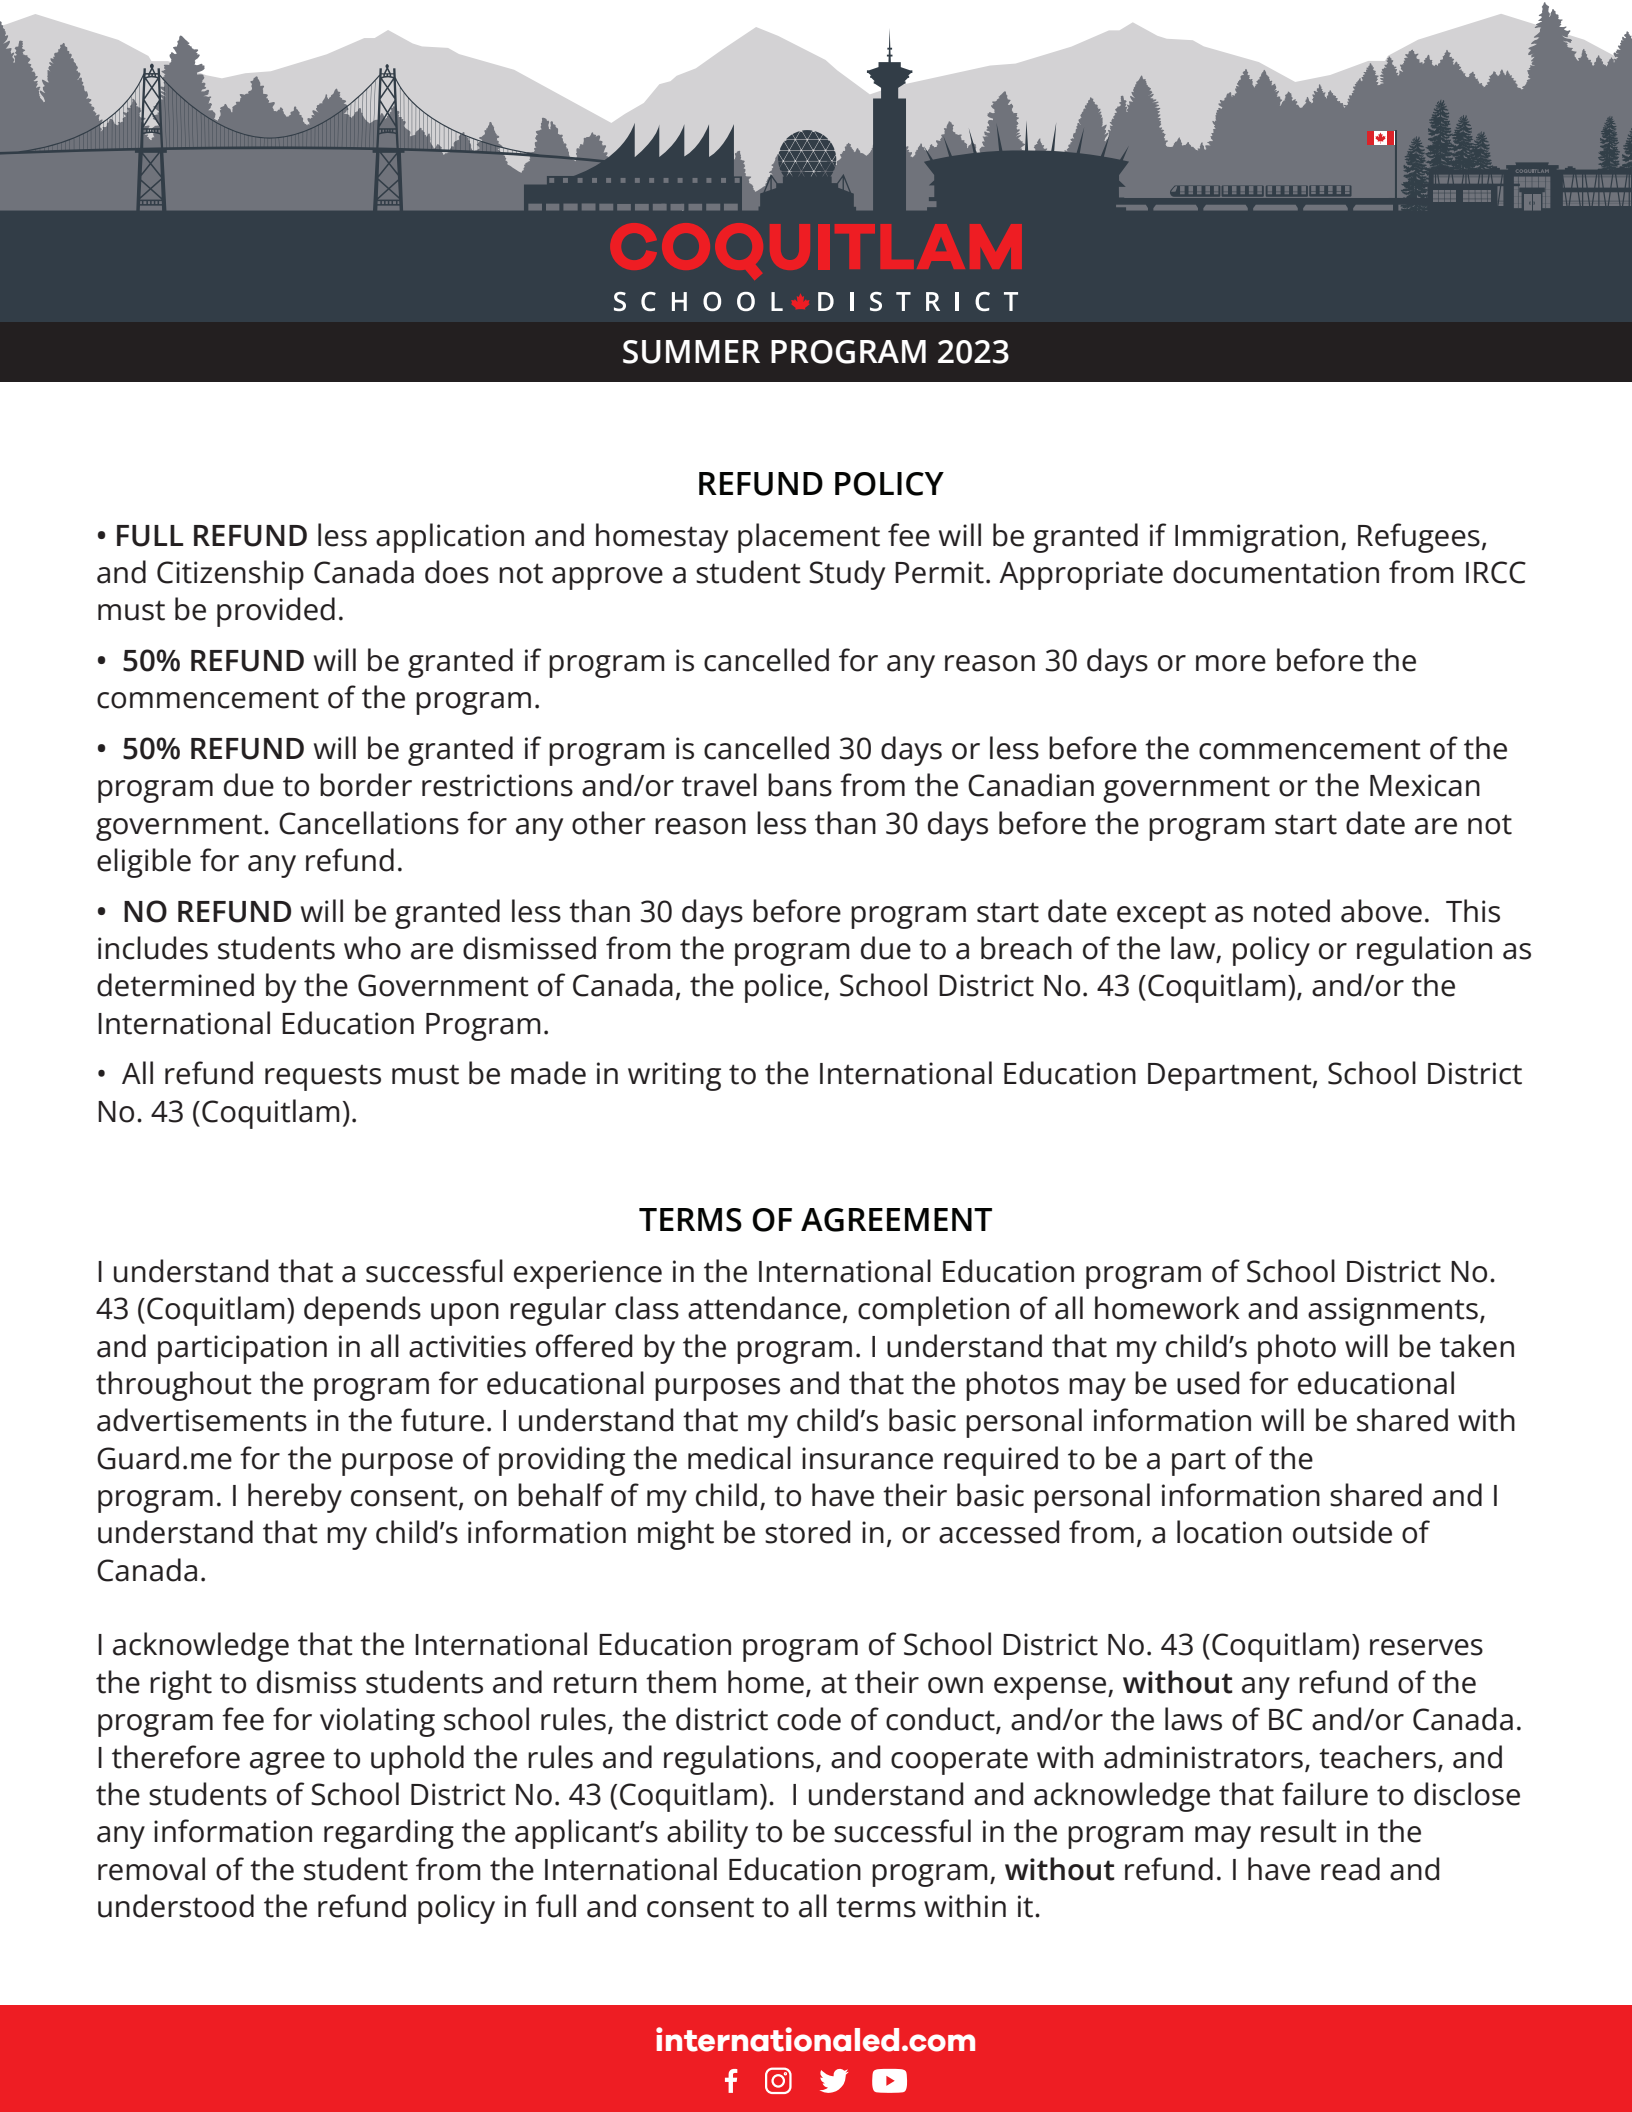 COQUITLAM
COQUITLAM
SCHOOL DISTRICT
SUMMER PROGRAM 2023
REFUND POLICY
• FULL REFUND less application and homestay placement fee will be granted if Immigration, Refugees,
and Citizenship Canada does not approve a student Study Permit. Appropriate documentation from IRCC
must be provided.
•  50% REFUND will be granted if program is cancelled for any reason 30 days or more before the
commencement of the program.
•  50% REFUND will be granted if program is cancelled 30 days or less before the commencement of the
program due to border restrictions and/or travel bans from the Canadian government or the Mexican
government. Cancellations for any other reason less than 30 days before the program start date are not
eligible for any refund.
•  NO REFUND will be granted less than 30 days before program start date except as noted above.  This
includes students who are dismissed from the program due to a breach of the law, policy or regulation as
determined by the Government of Canada, the police, School District No. 43 (Coquitlam), and/or the
International Education Program.
•  All refund requests must be made in writing to the International Education Department, School District
No. 43 (Coquitlam).
TERMS OF AGREEMENT
I understand that a successful experience in the International Education program of School District No.
43 (Coquitlam) depends upon regular class attendance, completion of all homework and assignments,
and participation in all activities offered by the program. I understand that my child’s photo will be taken
throughout the program for educational purposes and that the photos may be used for educational
advertisements in the future. I understand that my child’s basic personal information will be shared with
Guard.me for the purpose of providing the medical insurance required to be a part of the
program. I hereby consent, on behalf of my child, to have their basic personal information shared and I
understand that my child’s information might be stored in, or accessed from, a location outside of
Canada.
I acknowledge that the International Education program of School District No. 43 (Coquitlam) reserves
the right to dismiss students and return them home, at their own expense, without any refund of the
program fee for violating school rules, the district code of conduct, and/or the laws of BC and/or Canada.
I therefore agree to uphold the rules and regulations, and cooperate with administrators, teachers, and
the students of School District No. 43 (Coquitlam).  I understand and acknowledge that failure to disclose
any information regarding the applicant’s ability to be successful in the program may result in the
removal of the student from the International Education program, without refund. I have read and
understood the refund policy in full and consent to all terms within it.
internationaled.com